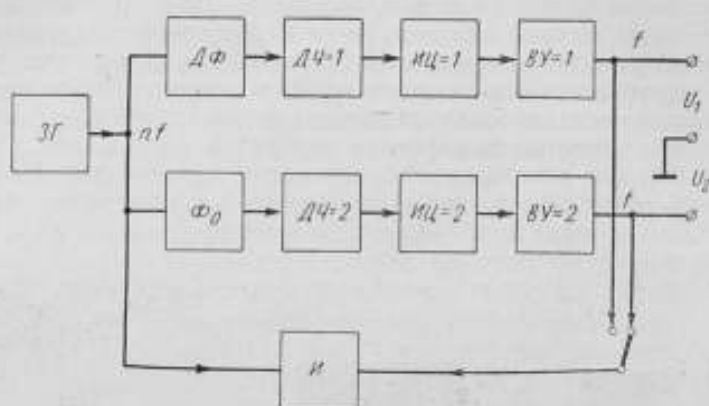 ДФ ДЧ=1 ИЦ=1 ВУ=1 f
ЗГ nf U₁
Ф₀ ДЧ=2 ИЦ=2 ВУ=2 f U₂
И